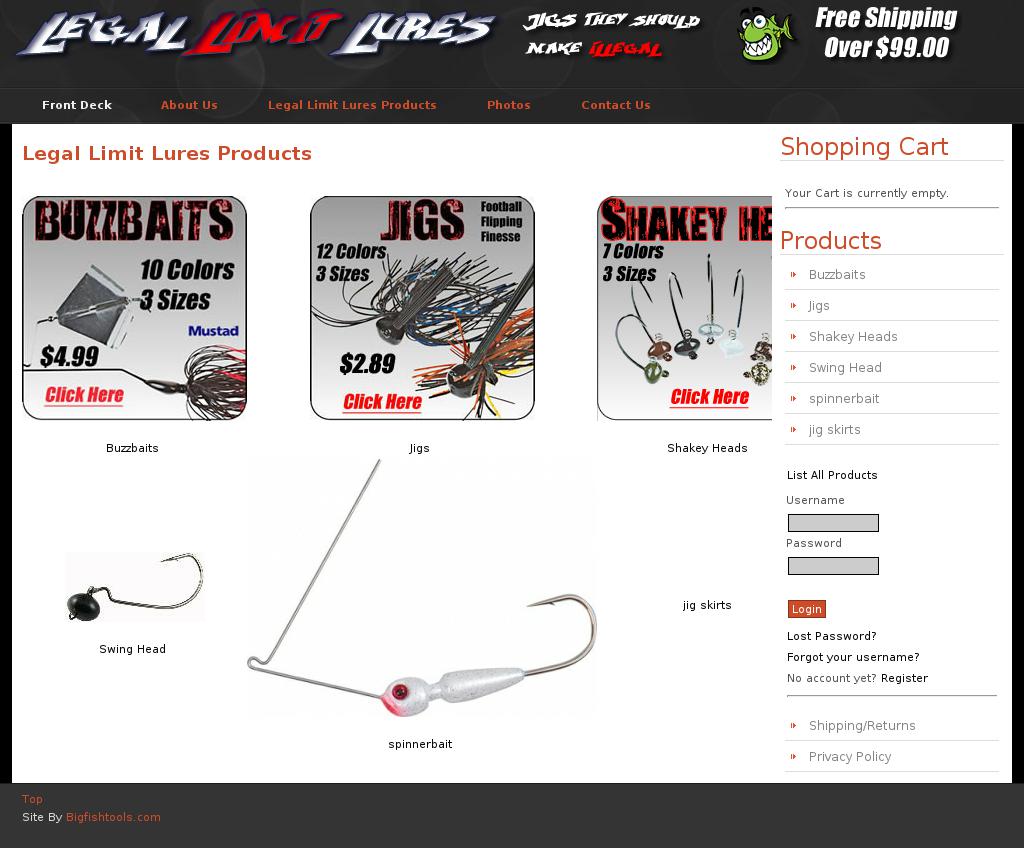 LEGAL LIMIT LURES
JIGS THEY SHOULD
MAKE ILLEGAL
Free Shipping
Over $99.00
Front Deck
About Us
Legal Limit Lures Products
Photos
Contact Us
Legal Limit Lures Products
BUZZBAITS
10 Colors
3 Sizes
Mustad
$4.99
Click Here
Buzzbaits
JIGS
Football
Flipping
Finesse
12 Colors
3 Sizes
$2.89
Click Here
Jigs
SHAKEY HE
7 Colors
3 Sizes
Click Here
Shakey Heads
Swing Head
spinnerbait
jig skirts
Shopping Cart
Your Cart is currently empty.
Products
Buzzbaits
Jigs
Shakey Heads
Swing Head
spinnerbait
jig skirts
List All Products
Username
Password
Login
Lost Password?
Forgot your username?
No account yet? Register
Shipping/Returns
Privacy Policy
Top
Site By Bigfishtools.com